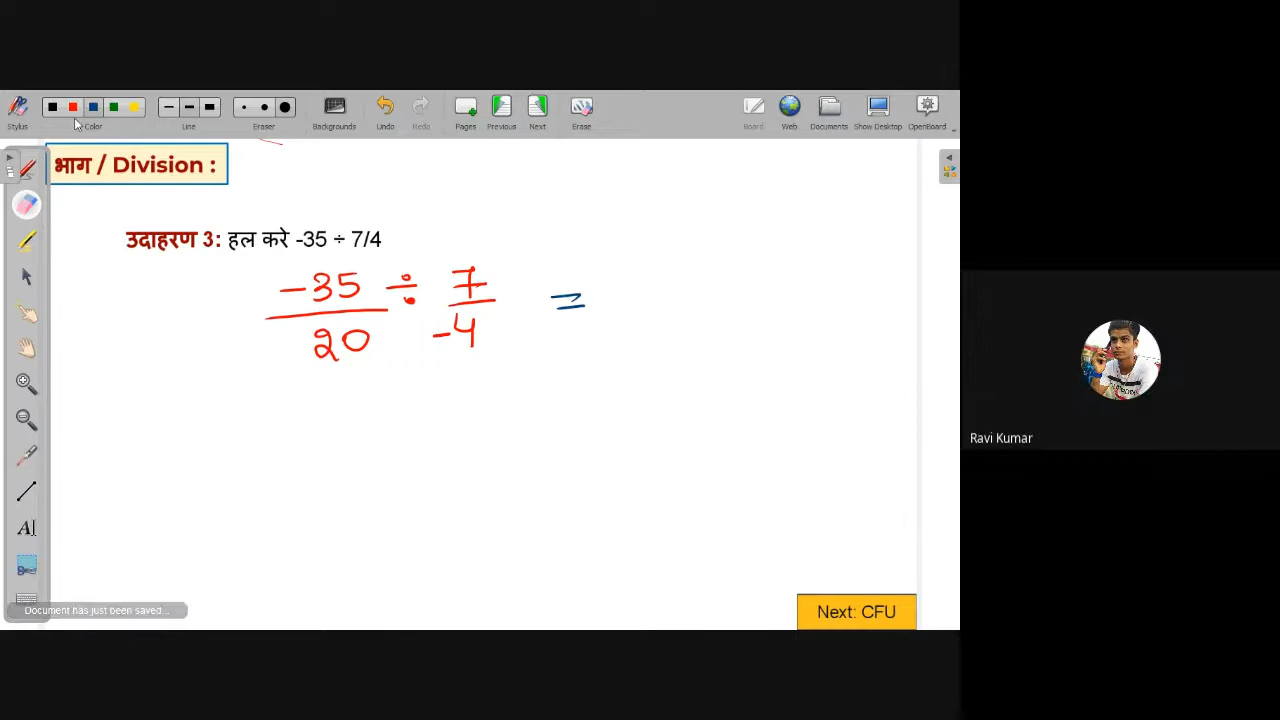 Stylus
Color
Line
Eraser
Backgrounds
Undo
Redo
Pages
Previous
Next
Erase
Board
Web
Documents
Show Desktop
OpenBoard
भाग / Division :
उदाहरण 3: हल करे -35 ÷ 7/4
-35/20 ÷ 7/-4 =
A
Document has just been saved...
Next: CFU
Ravi Kumar